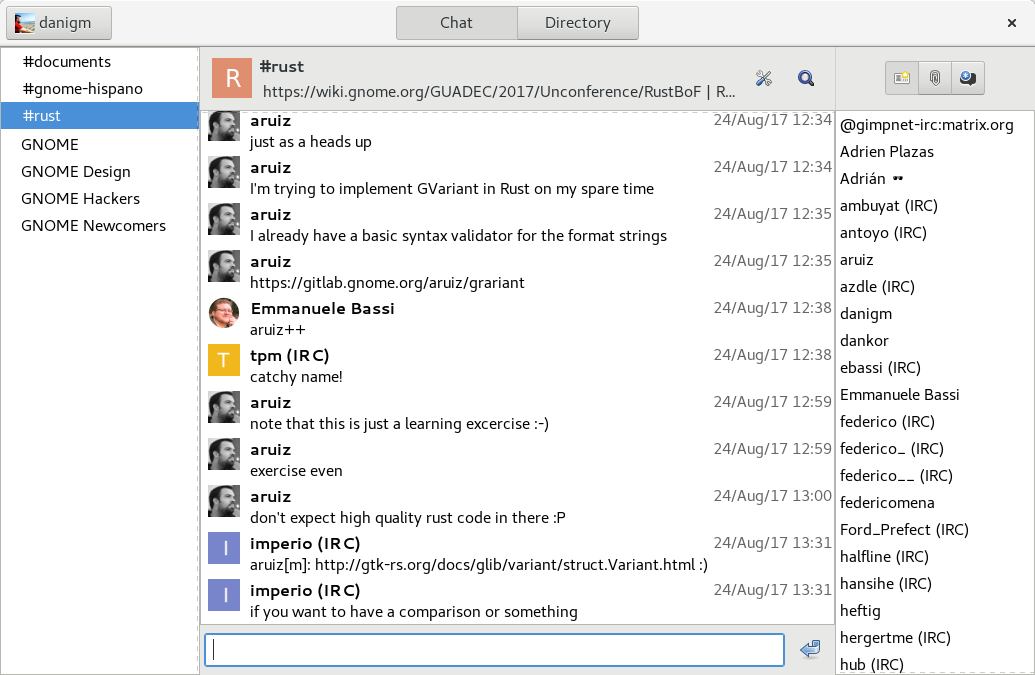 danigm
Chat
Directory
#documents
#gnome-hispano
#rust
GNOME
GNOME Design
GNOME Hackers
GNOME Newcomers
R
#rust
https://wiki.gnome.org/GUADEC/2017/Unconference/RustBoF | R...
aruiz 24/Aug/17 12:34
just as a heads up
aruiz 24/Aug/17 12:34
I'm trying to implement GVariant in Rust on my spare time
aruiz 24/Aug/17 12:35
I already have a basic syntax validator for the format strings
aruiz 24/Aug/17 12:35
https://gitlab.gnome.org/aruiz/grariant
Emmanuele Bassi 24/Aug/17 12:38
aruiz++
T
tpm (IRC) 24/Aug/17 12:38
catchy name!
aruiz 24/Aug/17 12:59
note that this is just a learning excercise :-)
aruiz 24/Aug/17 12:59
exercise even
aruiz 24/Aug/17 13:00
don't expect high quality rust code in there :P
I
imperio (IRC) 24/Aug/17 13:31
aruiz[m]: http://gtk-rs.org/docs/glib/variant/struct.Variant.html :)
I
imperio (IRC) 24/Aug/17 13:31
if you want to have a comparison or something
@gimpnet-irc:matrix.org
Adrien Plazas
Adrián 🕶
ambuyat (IRC)
antoyo (IRC)
aruiz
azdle (IRC)
danigm
dankor
ebassi (IRC)
Emmanuele Bassi
federico (IRC)
federico_ (IRC)
federico__ (IRC)
federicomena
Ford_Prefect (IRC)
halfline (IRC)
hansihe (IRC)
heftig
hergertme (IRC)
hub (IRC)